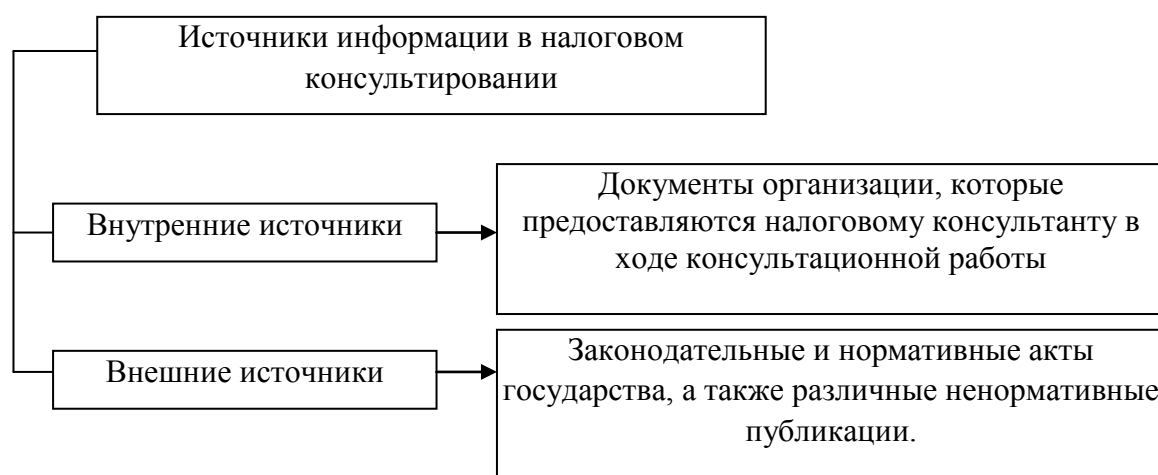 Источники информации в налоговом
консультировании
Внутренние источники
Документы организации, которые
предоставляются налоговому консультанту в
ходе консультационной работы
Внешние источники
Законодательные и нормативные акты
государства, а также различные ненормативные
публикации.